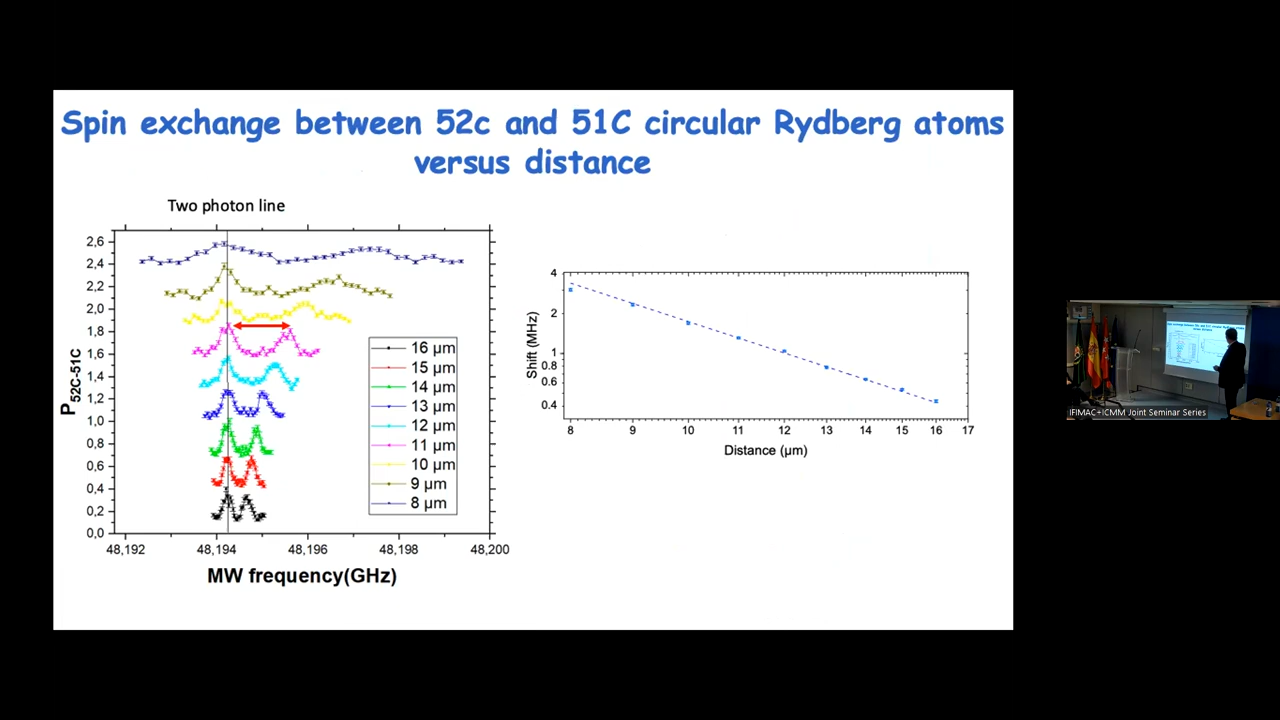 Spin exchange between 52c and 51C circular Rydberg atoms
versus distance
Two photon line
P52C-51C
2,6
2,4
2,2
2,0
1,8
1,6
1,4
1,2
1,0
0,8
0,6
0,4
0,2
0,0
16 µm
15 µm
14 µm
13 µm
12 µm
11 µm
10 µm
9 µm
8 µm
48,192
48,194
48,196
48,198
48,200
MW frequency(GHz)
Shift (MHz)
4
2
1
0.8
0.6
0.4
8
9
10
11
12
13
14
15
16
17
Distance (µm)
IFIMAC+ICMM Joint Seminar Series